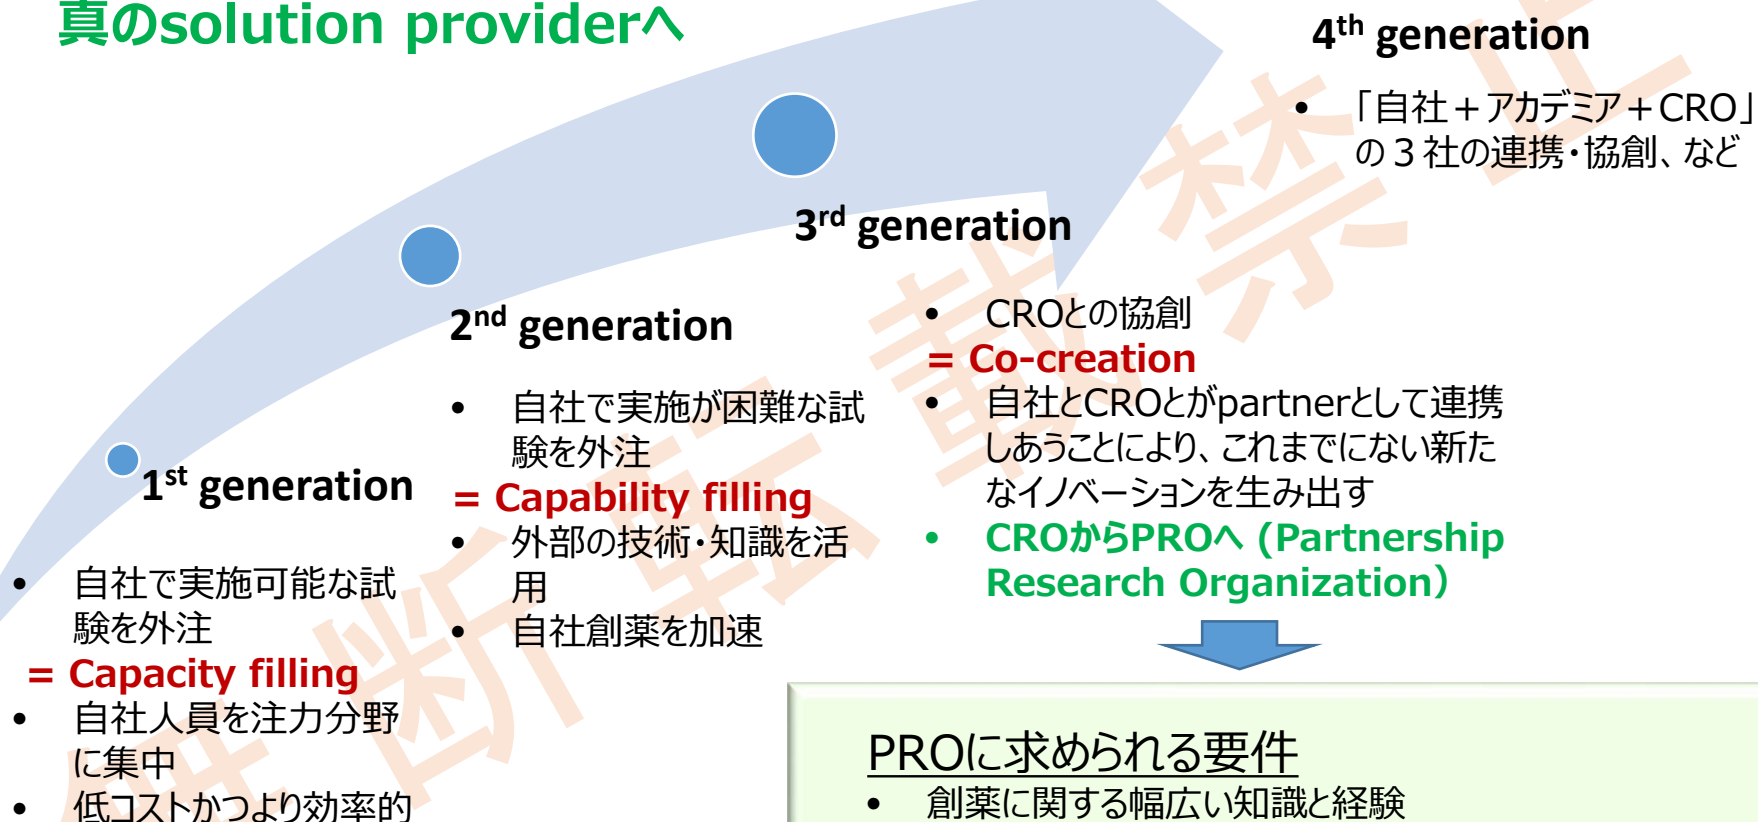 真のsolution providerへ
4th generation
• 「自社＋アカデミア＋CRO」
の３社の連携・協創、など
3rd generation
• CROとの協創
= Co-creation
• 自社とCROとがpartnerとして連携
しあうことにより、これまでにない新た
なイノベーションを生み出す
• CROからPROへ (Partnership
Research Organization）
2nd generation
• 自社で実施が困難な試
験を外注
= Capability filling
• 外部の技術・知識を活
用
• 自社創薬を加速
1st generation
• 自社で実施可能な試
験を外注
= Capacity filling
• 自社人員を注力分野
に集中
• 低コストかつより効率的
PROに求められる要件
• 創薬に関する幅広い知識と経験
無断転載禁止